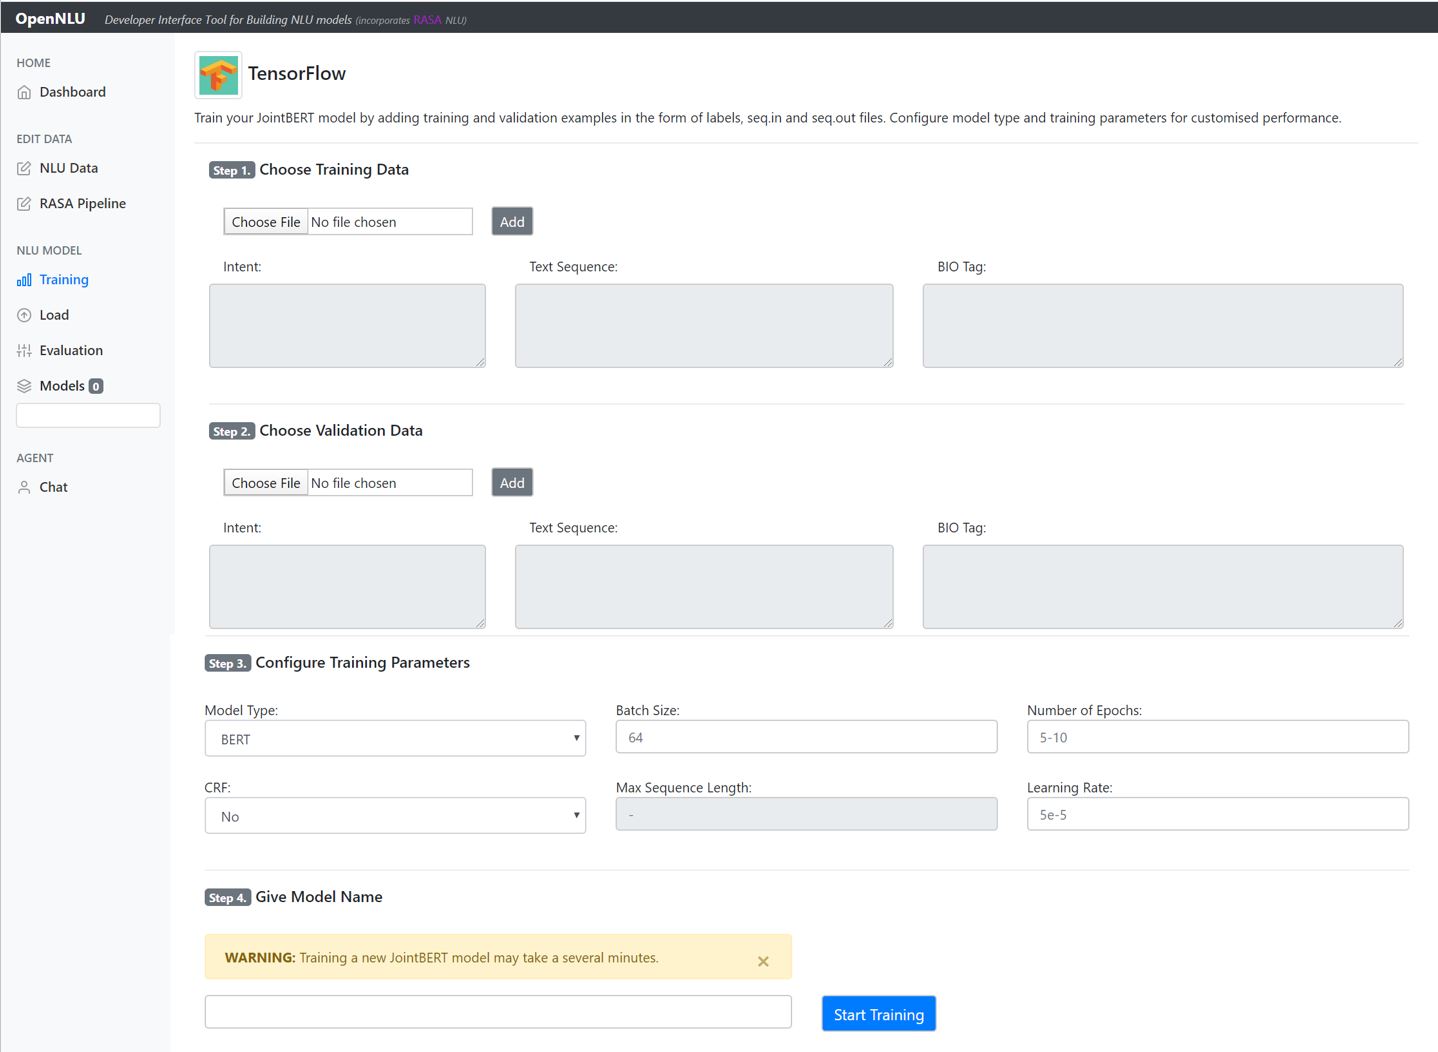 OpenNLU Developer Interface Tool for Building NLU models (incorporates RASA NLU)
HOME
Dashboard
EDIT DATA
NLU Data
RASA Pipeline
NLU MODEL
Training
Load
Evaluation
Models 0
AGENT
Chat
TensorFlow
Train your JointBERT model by adding training and validation examples in the form of labels, seq.in and seq.out files. Configure model type and training parameters for customised performance.
Step 1. Choose Training Data
Choose File No file chosen Add
Intent: Text Sequence: BIO Tag:
Step 2. Choose Validation Data
Choose File No file chosen Add
Intent: Text Sequence: BIO Tag:
Step 3. Configure Training Parameters
Model Type: Batch Size: Number of Epochs:
BERT 64 5-10
CRF: Max Sequence Length: Learning Rate:
No - 5e-5
Step 4. Give Model Name
WARNING: Training a new JointBERT model may take a several minutes. ×
Start Training